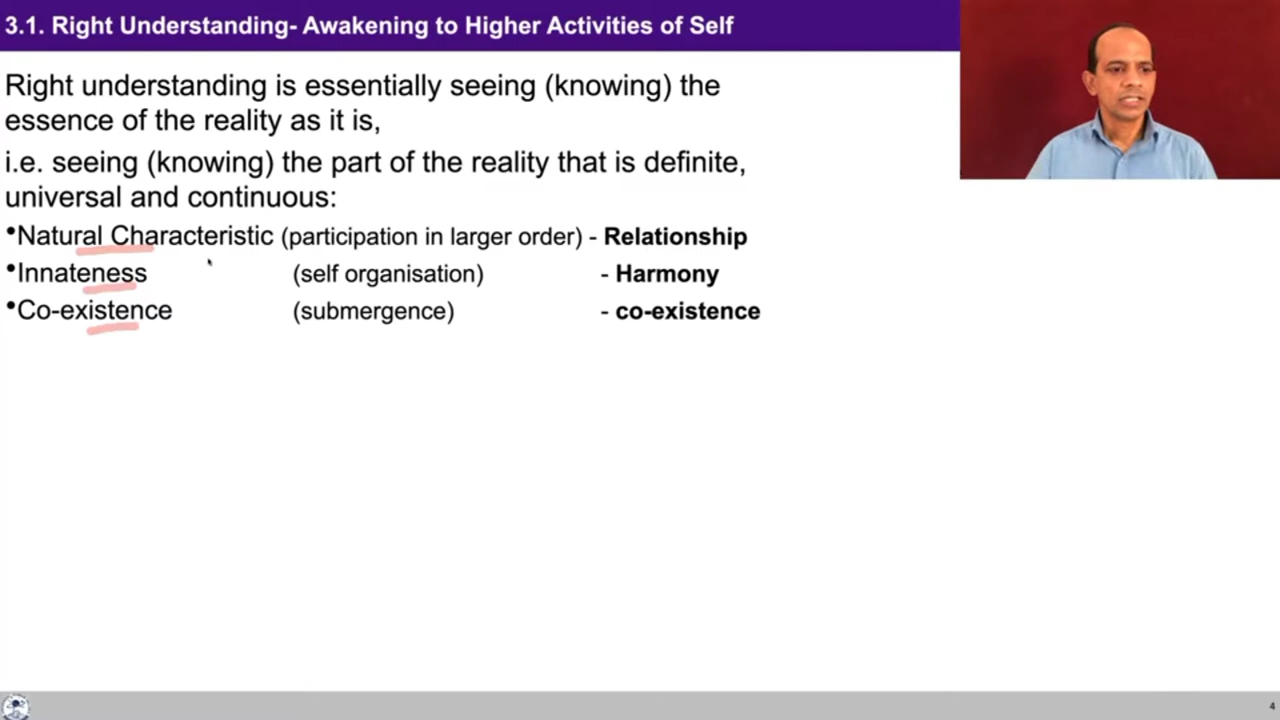 3.1. Right Understanding- Awakening to Higher Activities of Self
Right understanding is essentially seeing (knowing) the
essence of the reality as it is,
i.e. seeing (knowing) the part of the reality that is definite,
universal and continuous:
•Natural Characteristic (participation in larger order) - Relationship
•Innateness (self organisation) - Harmony
•Co-existence (submergence) - co-existence
4